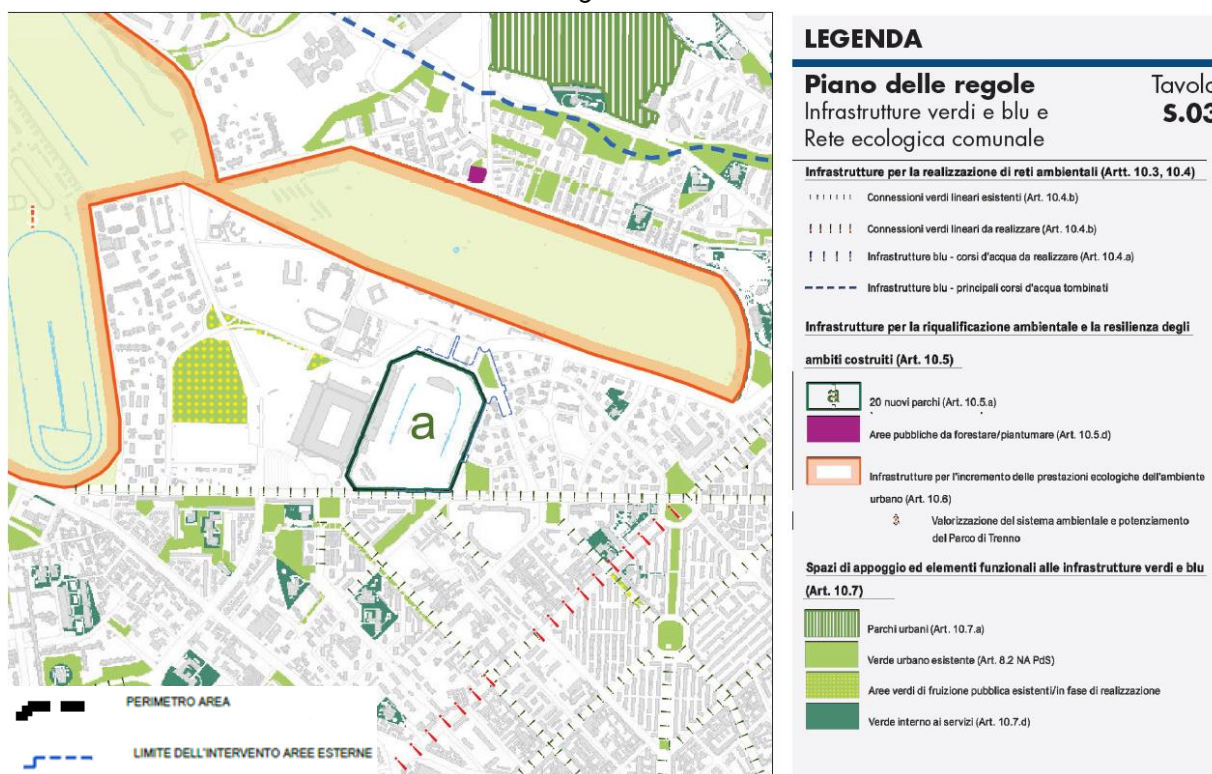 a
PERIMETRO AREA
LIMITE DELL'INTERVENTO AREE ESTERNE
LEGENDA
Piano delle regole Tavola
Infrastrutture verdi e blu e S.03
Rete ecologica comunale
Infrastrutture per la realizzazione di reti ambientali (Artt. 10.3, 10.4)
Connessioni verdi lineari esistenti (Art. 10.4.b)
Connessioni verdi lineari da realizzare (Art. 10.4.b)
Infrastrutture blu - corsi d'acqua da realizzare (Art. 10.4.a)
Infrastrutture blu - principali corsi d'acqua tombinati
Infrastrutture per la riqualificazione ambientale e la resilienza degli
ambiti costruiti (Art. 10.5)
a
20 nuovi parchi (Art. 10.5.a)
Aree pubbliche da forestare/piantumare (Art. 10.5.d)
Infrastrutture per l'incremento delle prestazioni ecologiche dell'ambiente
urbano (Art. 10.6)
3 Valorizzazione del sistema ambientale e potenziamento
del Parco di Trenno
Spazi di appoggio ed elementi funzionali alle infrastrutture verdi e blu
(Art. 10.7)
Parchi urbani (Art. 10.7.a)
Verde urbano esistente (Art. 8.2 NA PdS)
Aree verdi di fruizione pubblica esistenti/in fase di realizzazione
Verde interno ai servizi (Art. 10.7.d)